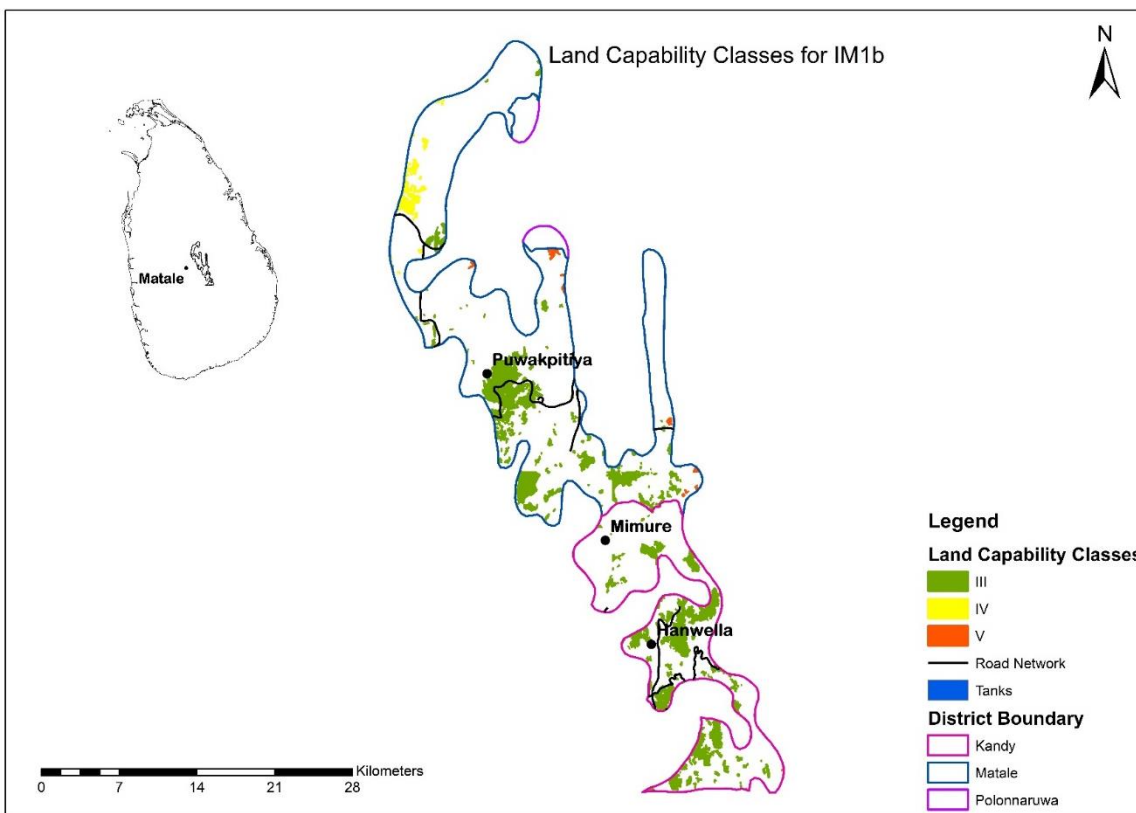 Land Capability Classes for IM1b
N
Matale
Puwakpitiya
Mimure
Hanwella
Legend
Land Capability Classes
III
IV
V
Road Network
Tanks
District Boundary
Kandy
Matale
Polonnaruwa
Kilometers
0 7 14 21 28